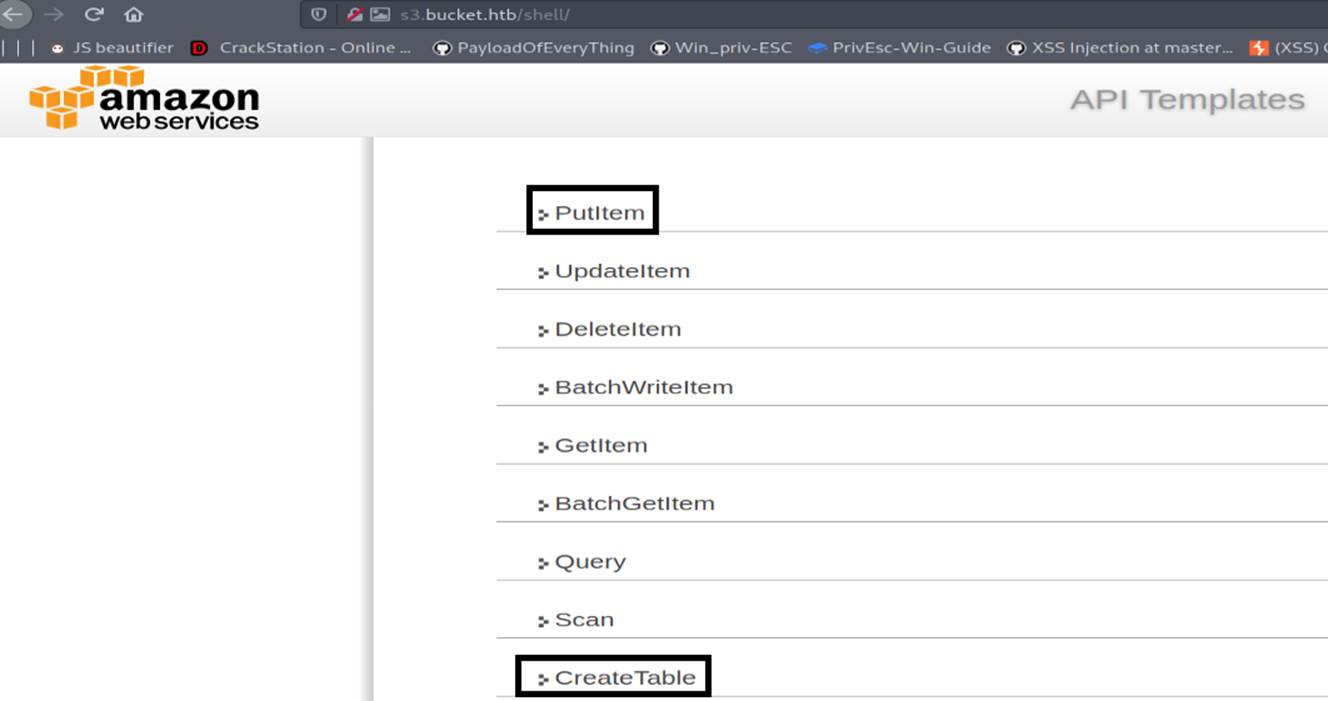 s3.bucket.htb/shell/
JS beautifier CrackStation - Online ... PayloadOfEveryThing Win_priv-ESC PrivEsc-Win-Guide XSS Injection at master... (XSS)
amazon
web services
API Templates
PutItem
UpdateItem
DeleteItem
BatchWriteItem
GetItem
BatchGetItem
Query
Scan
CreateTable